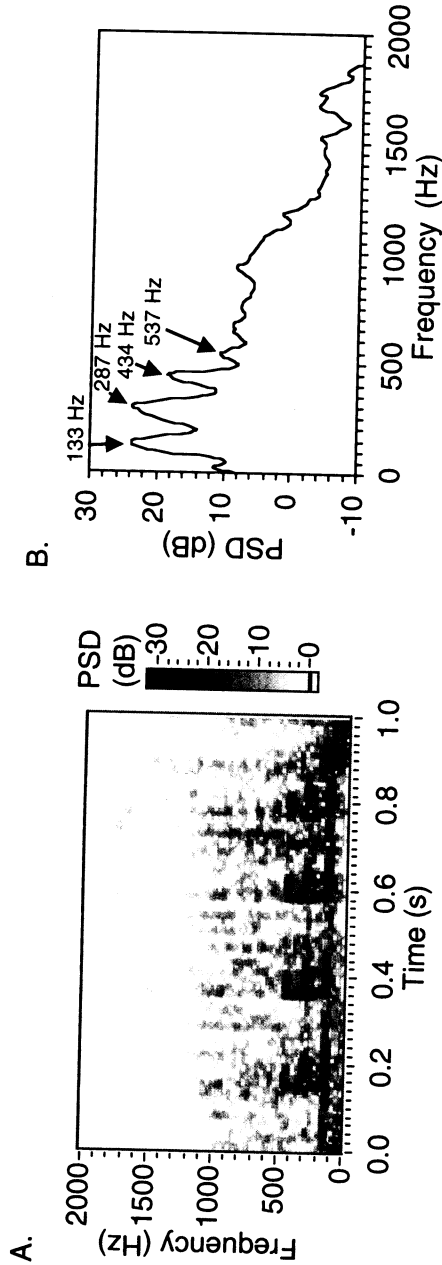 A.
2000
1500
1000
500
0
Frequency (Hz)
0.0 0.2 0.4 0.6 0.8 1.0
Time (s)
PSD
(dB)
30
20
10
0
B.
30
20
10
0
-10
PSD (dB)
133 Hz
287 Hz
434 Hz
537 Hz
0 500 1000 1500 2000
Frequency (Hz)